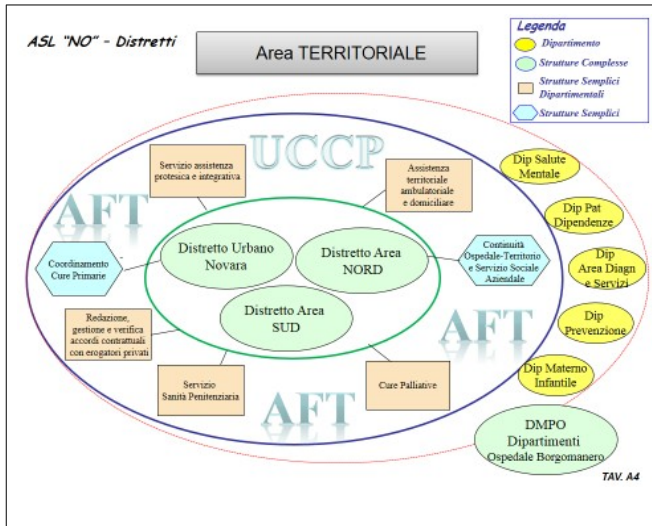 ASL "NO" - Distretti
Area TERRITORIALE
Legenda
Dipartimento
Strutture Complesse
Strutture Semplici
Dipartimentali
Strutture Semplici
UCCP
Servizio assistenza
protesica e integrativa
Assistenza
territoriale
ambulatoriale
e domiciliare
Dip Salute
Mentale
AFT
Dip Pat
Dipendenze
Distretto Urbano
Novara
Distretto Area
NORD
Coordinamento
Cure Primarie
Continuità
Ospedale-Territorio
e Servizio Sociale
Aziendale
Dip
Area Diagn
e Servizi
Distretto Area
SUD
Redazione,
gestione e verifica
accordi contrattuali
con erogatori privati
AFT
Dip
Prevenzione
Servizio
Sanità Penitenziaria
Cure Palliative
Dip Materno
Infantile
AFT
DMPO
Dipartimenti
Ospedale Borgomanero
TAV. A4